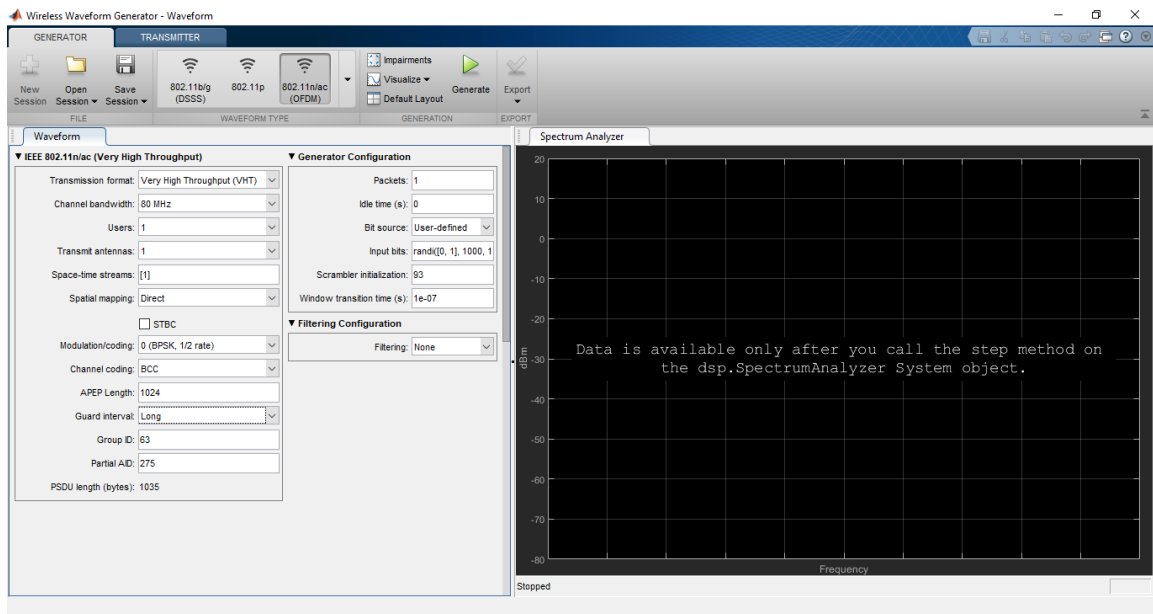 Wireless Waveform Generator - Waveform
GENERATOR TRANSMITTER
New Session
Open Session
Save Session
802.11b/g (DSSS)
802.11p
802.11n/ac (OFDM)
Impairments
Visualize
Default Layout
Generate
Export
FILE WAVEFORM TYPE GENERATION EXPORT
Waveform
IEEE 802.11n/ac (Very High Throughput)
Transmission format: Very High Throughput (VHT)
Channel bandwidth: 80 MHz
Users: 1
Transmit antennas: 1
Space-time streams: [1]
Spatial mapping: Direct
STBC
Modulation/coding: 0 (BPSK, 1/2 rate)
Channel coding: BCC
APEP Length: 1024
Guard interval: Long
Group ID: 63
Partial AID: 275
PSDU length (bytes): 1035
Generator Configuration
Packets: 1
Idle time (s): 0
Bit source: User-defined
Input bits: randi([0, 1], 1000, 1
Scrambler initialization: 93
Window transition time (s): 1e-07
Filtering Configuration
Filtering: None
Spectrum Analyzer
20
10
0
-10
-20
-30
-40
-50
-60
-70
-80
dBm
Data is available only after you call the step method on
the dsp.SpectrumAnalyzer System object.
Frequency
Stopped